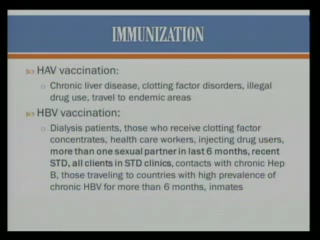 IMMUNIZATION
HAV vaccination:
Chronic liver disease, clotting factor disorders, illegal
drug use, travel to endemic areas
HBV vaccination:
Dialysis patients, those who receive clotting factor
concentrates, health care workers, injecting drug users,
more than one sexual partner in last 6 months, recent
STD, all clients in STD clinics, contacts with chronic Hep
B, those traveling to countries with high prevalence of
chronic HBV for more than 6 months, inmates